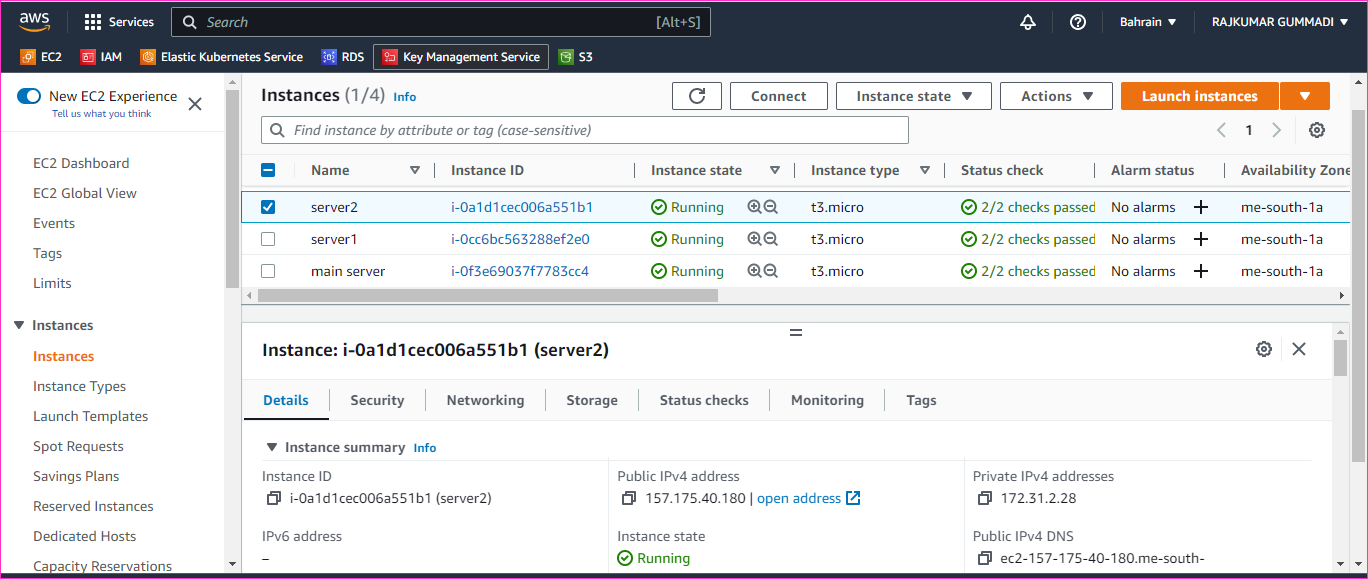 aws Services Search [Alt+S] Bahrain RAJKUMAR GUMMADI
EC2 IAM Elastic Kubernetes Service RDS Key Management Service S3
New EC2 Experience
Tell us what you think
EC2 Dashboard
EC2 Global View
Events
Tags
Limits
Instances
Instances
Instance Types
Launch Templates
Spot Requests
Savings Plans
Reserved Instances
Dedicated Hosts
Capacity Reservations
Instances (1/4) Info Connect Instance state Actions Launch instances
Find instance by attribute or tag (case-sensitive) 1
Name Instance ID Instance state Instance type Status check Alarm status Availability Zone
server2 i-0a1d1cec006a551b1 Running t3.micro 2/2 checks passed No alarms me-south-1a
server1 i-0cc6bc563288ef2e0 Running t3.micro 2/2 checks passed No alarms me-south-1a
main server i-0f3e69037f7783cc4 Running t3.micro 2/2 checks passed No alarms me-south-1a
Instance: i-0a1d1cec006a551b1 (server2)
Details Security Networking Storage Status checks Monitoring Tags
Instance summary Info
Instance ID Public IPv4 address Private IPv4 addresses
i-0a1d1cec006a551b1 (server2) 157.175.40.180 | open address 172.31.2.28
IPv6 address Instance state Public IPv4 DNS
– Running ec2-157-175-40-180.me-south-